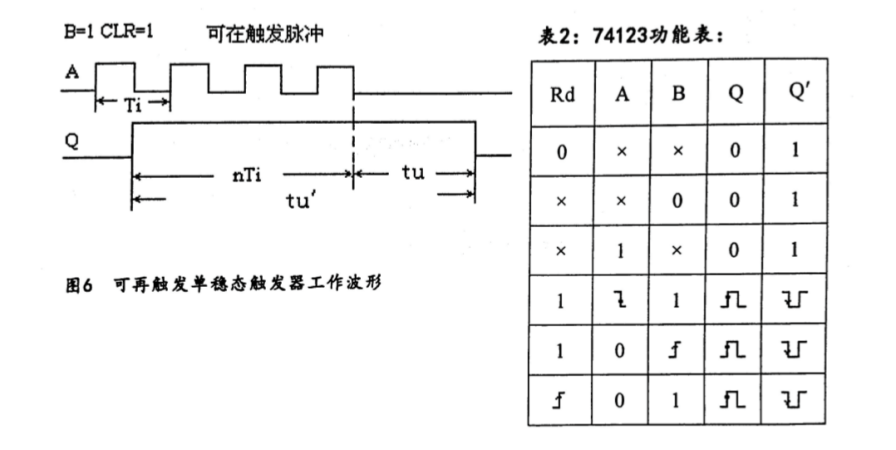 B=1 CLR=1 可在触发脉冲
A
Ti
Q
nTi
tu
tu′
图6 可再触发单稳态触发器工作波形
表2：74123功能表：
Rd A B Q Q′
0 × × 0 1
× × 0 0 1
× 1 × 0 1
1 1
1 0
0 1